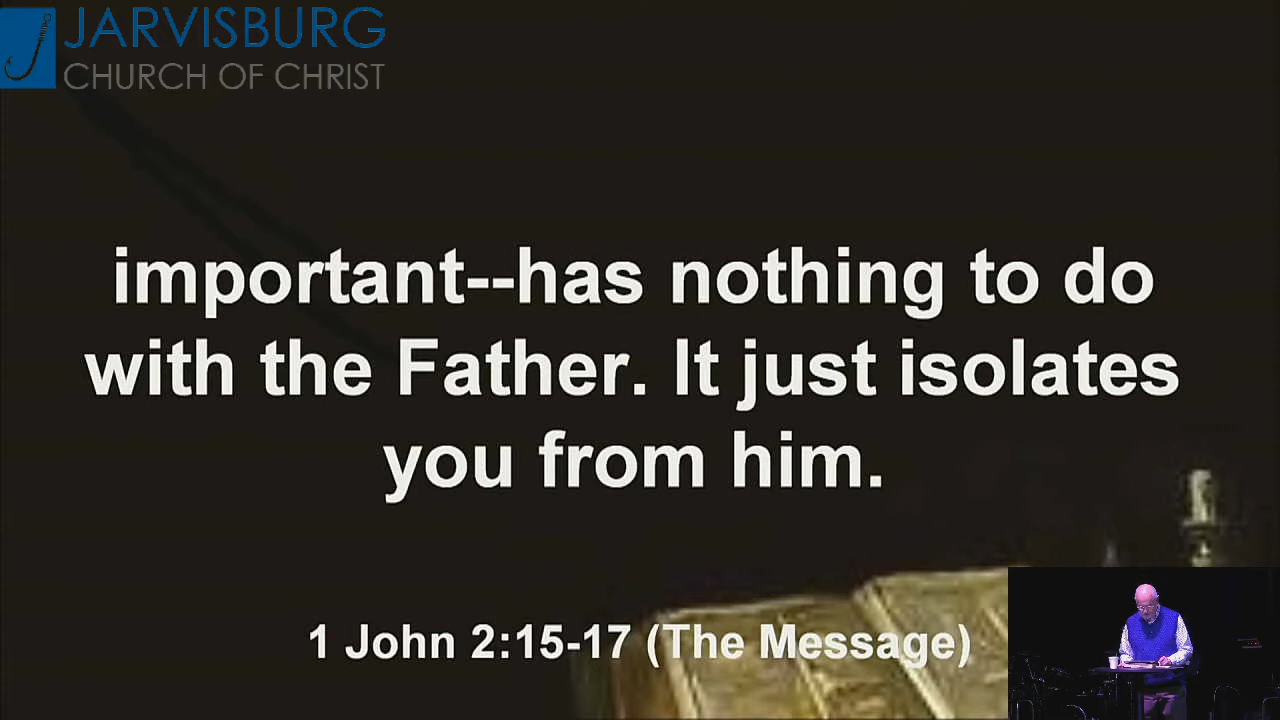 JARVISBURG
CHURCH OF CHRIST
important--has nothing to do
with the Father. It just isolates
you from him.
1 John 2:15-17 (The Message)